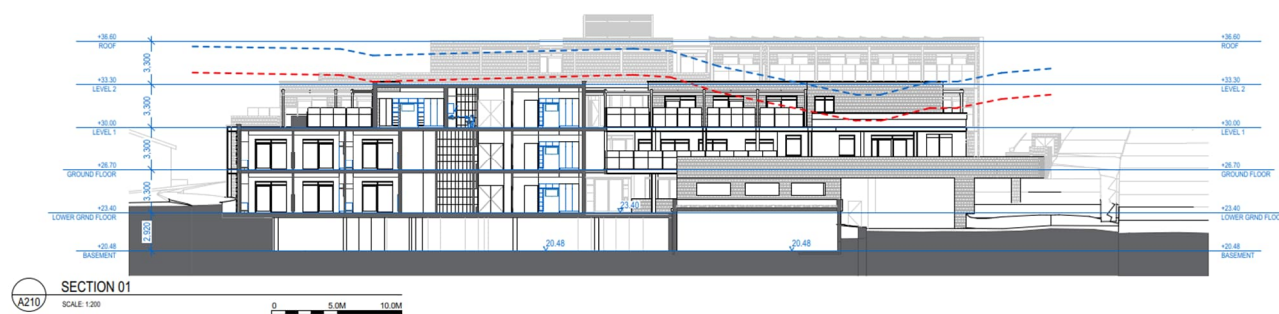 +36.60
ROOF
3,300
+33.30
LEVEL 2
3,300
+30.00
LEVEL 1
3,300
+26.70
GROUND FLOOR
3,300
+23.40
LOWER GRND FLOOR
2,920
+20.48
BASEMENT
23.40
20.48
20.48
+36.60
ROOF
+33.30
LEVEL 2
+30.00
LEVEL 1
+26.70
GROUND FLOOR
+23.40
LOWER GRND FLOO
+20.48
BASEMENT
SECTION 01
A210
SCALE: 1:200
0 5.0M 10.0M